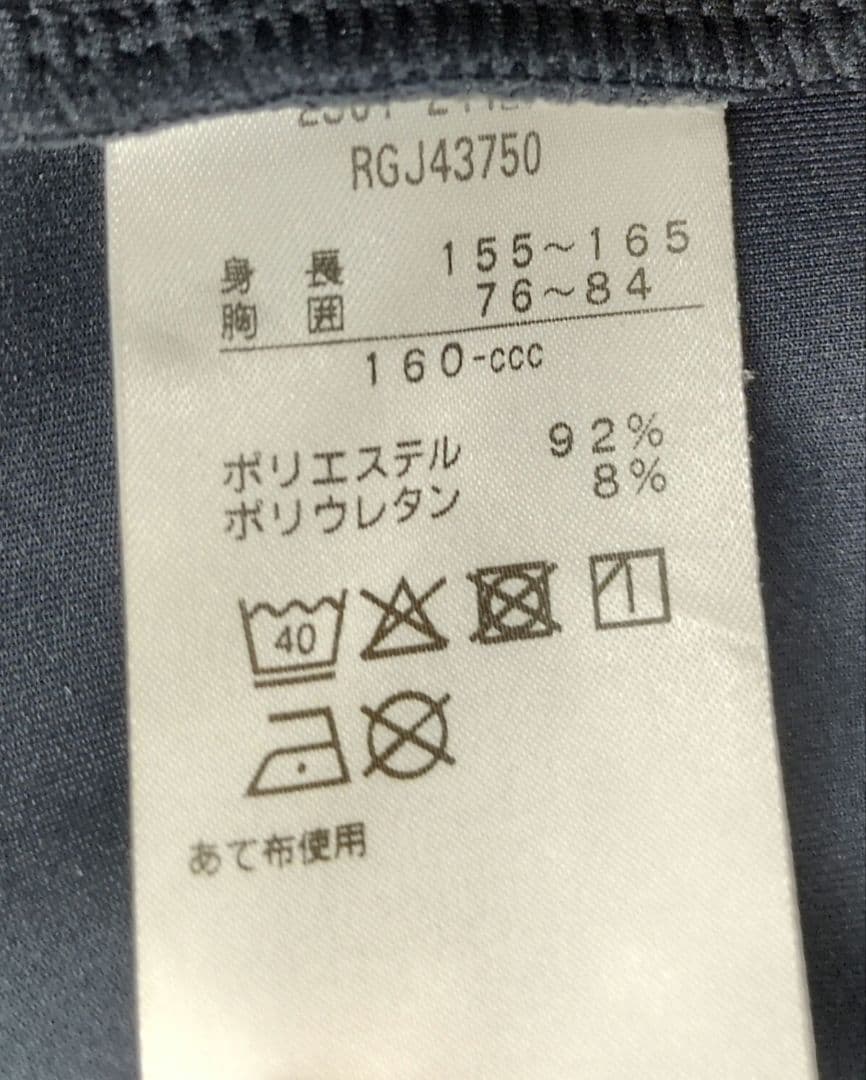 RGJ43750
身長 155~165
胸囲 76~84
160-ccc
ポリエステル 92%
ポリウレタン 8%
40
あて布使用